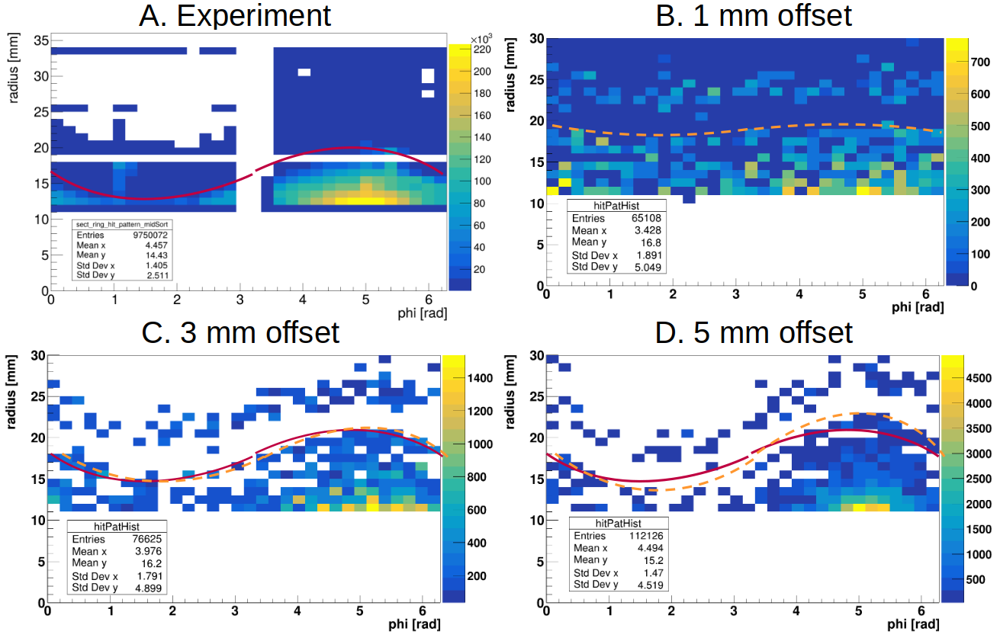 A. Experiment
radius [mm]
35
30
25
20
15
10
5
0
0 1 2 3 4 5 6
phi [rad]
×10³
220
200
180
160
140
120
100
80
60
40
20
sect_ring_hit_pattern_midSort
Entries 9750072
Mean x 4.457
Mean y 14.43
Std Dev x 1.405
Std Dev y 2.511
B. 1 mm offset
radius [mm]
30
25
20
15
10
5
0
0 1 2 3 4 5 6
phi [rad]
700
600
500
400
300
200
100
0
hitPatHist
Entries 65108
Mean x 3.428
Mean y 16.8
Std Dev x 1.891
Std Dev y 5.049
C. 3 mm offset
radius [mm]
30
25
20
15
10
5
0
0 1 2 3 4 5 6
phi [rad]
1400
1200
1000
800
600
400
200
hitPatHist
Entries 76625
Mean x 3.976
Mean y 16.2
Std Dev x 1.791
Std Dev y 4.899
D. 5 mm offset
radius [mm]
30
25
20
15
10
5
0
0 1 2 3 4 5 6
phi [rad]
4500
4000
3500
3000
2500
2000
1500
1000
500
hitPatHist
Entries 112126
Mean x 4.494
Mean y 15.2
Std Dev x 1.47
Std Dev y 4.519